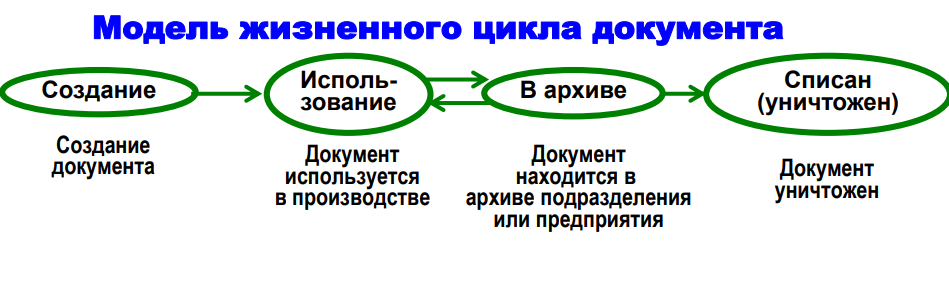 Модель жизненного цикла документа
Создание
Исполь-
зование
В архиве
Списан
(уничтожен)
Создание
документа
Документ
используется
в производстве
Документ
находится в
архиве подразделения
или предприятия
Документ
уничтожен